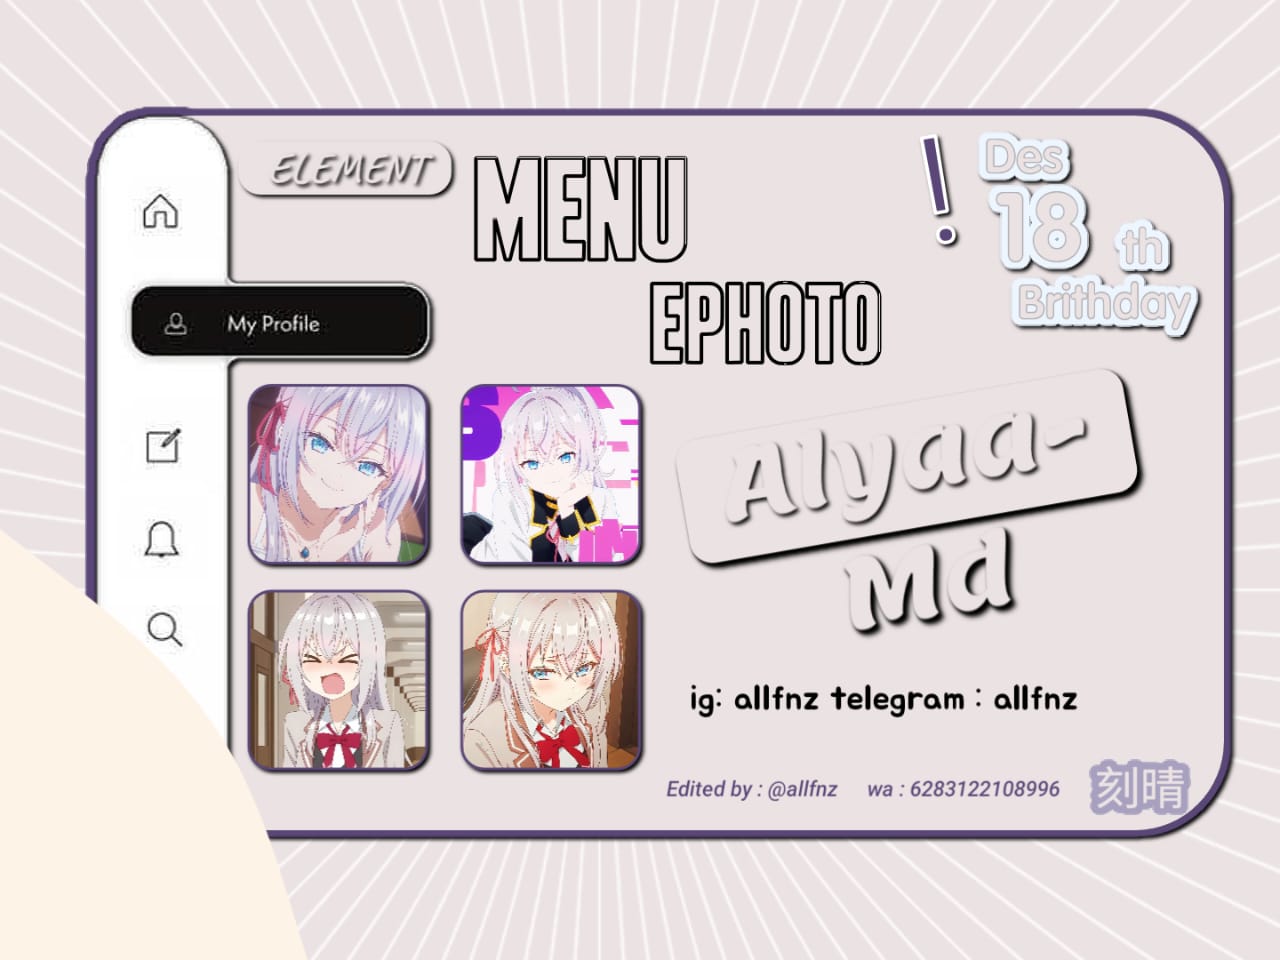 ELEMENT
MENU
EPHOTO
!
Des
18 th
Brithday
My Profile
Alyaa-
Md
ig: allfnz telegram : allfnz
Edited by : @allfnz wa : 6283122108996
刻晴